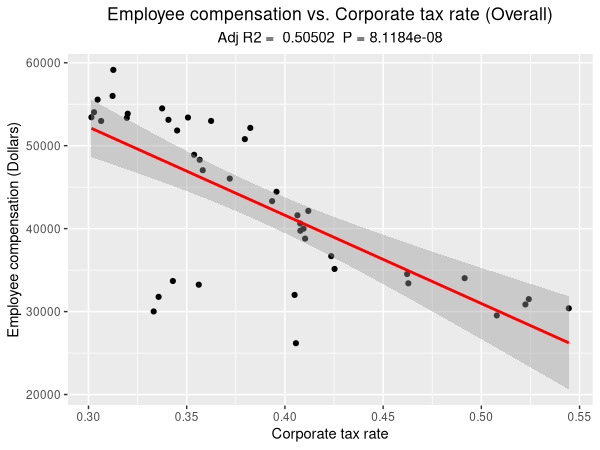 Employee compensation vs. Corporate tax rate (Overall)
Adj R2 = 0.50502 P = 8.1184e-08
60000
50000
40000
30000
20000
Employee compensation (Dollars)
0.30 0.35 0.40 0.45 0.50 0.55
Corporate tax rate